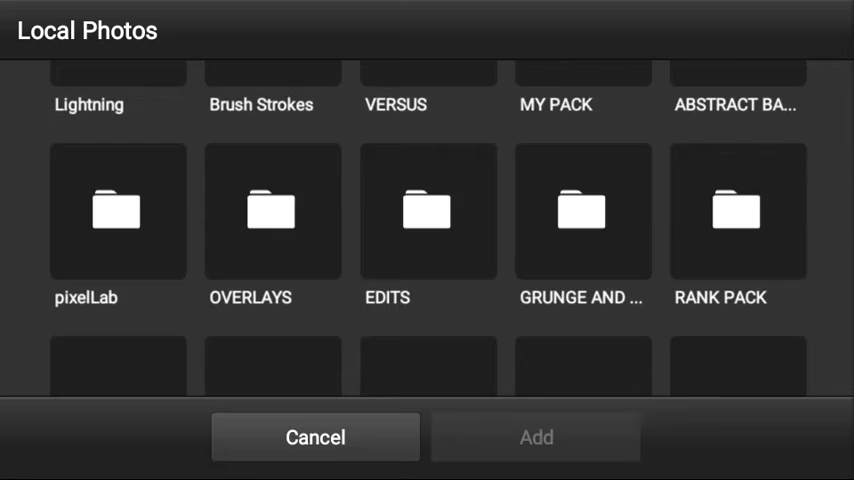 Local Photos
Lightning
Brush Strokes
VERSUS
MY PACK
ABSTRACT BA...
pixelLab
OVERLAYS
EDITS
GRUNGE AND ...
RANK PACK
Cancel
Add